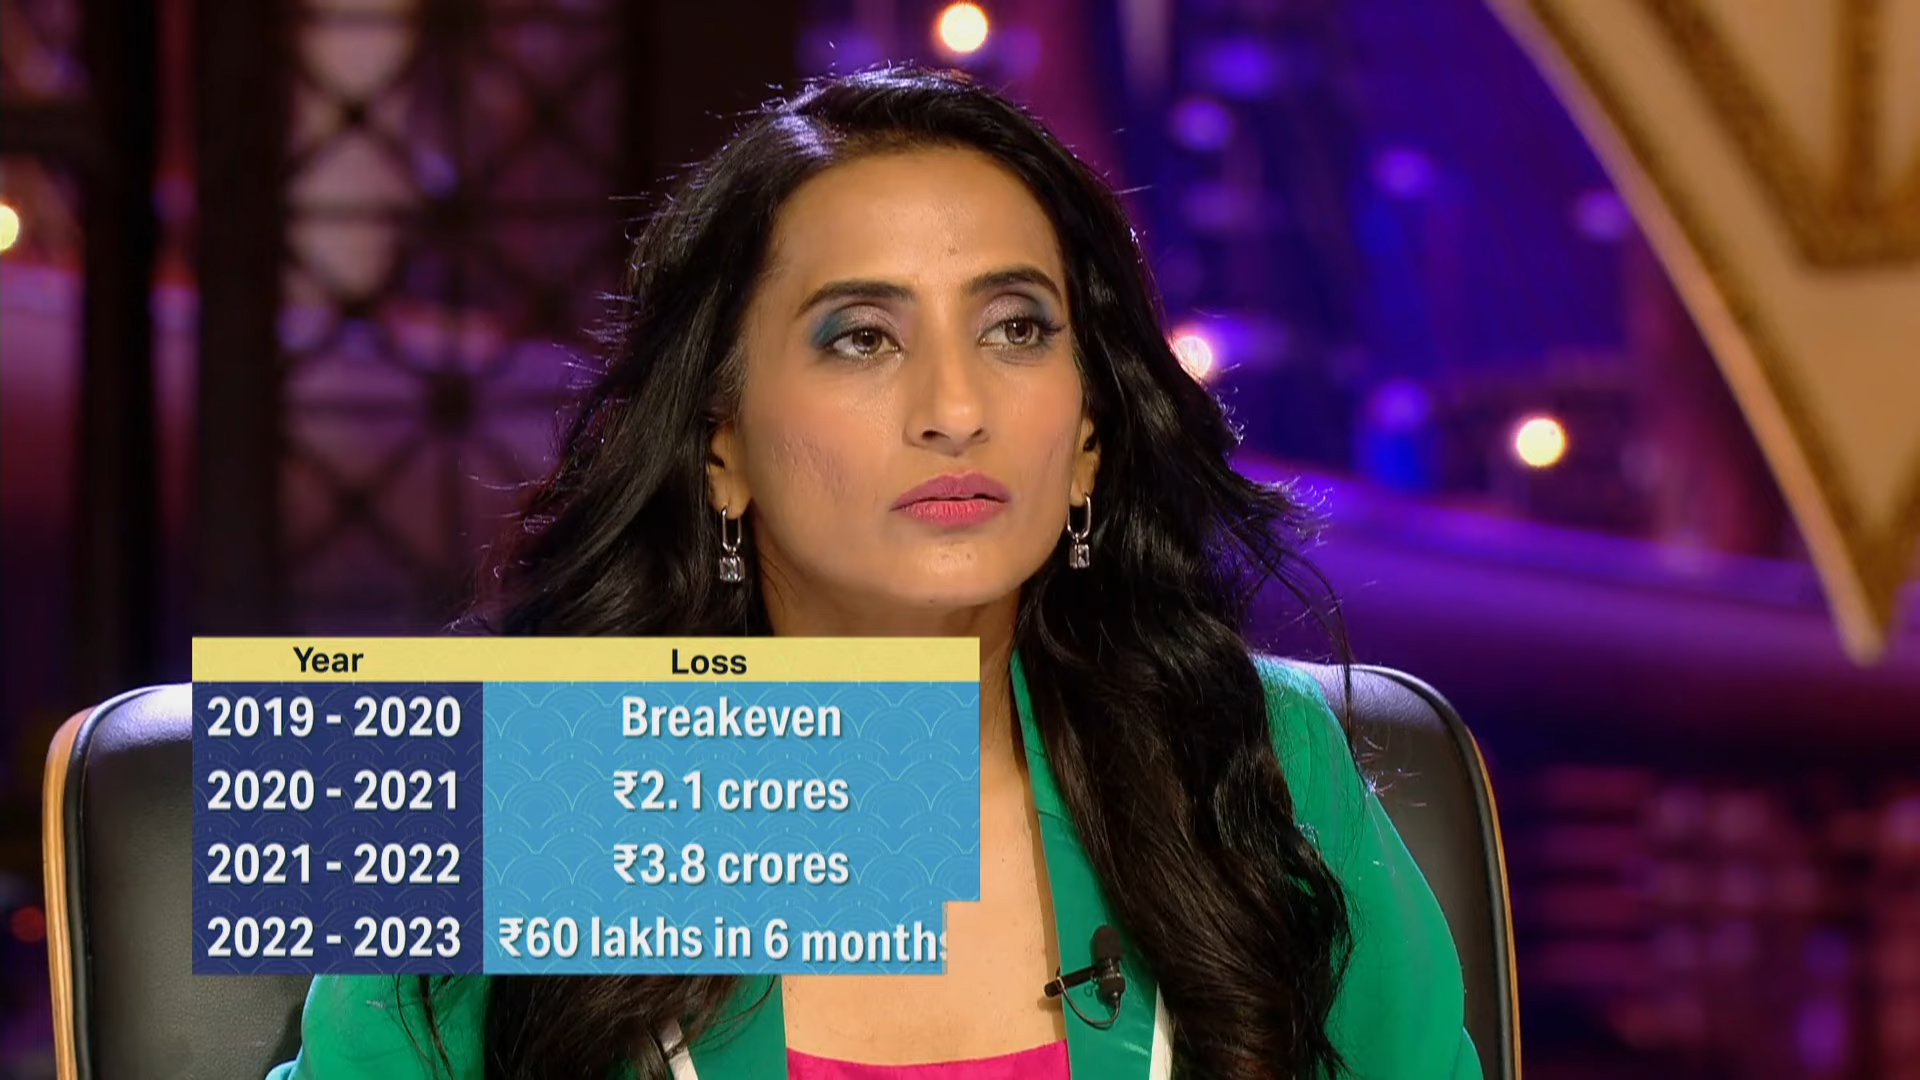 Year Loss
2019 - 2020 Breakeven
2020 - 2021 ₹2.1 crores
2021 - 2022 ₹3.8 crores
2022 - 2023 ₹60 lakhs in 6 months